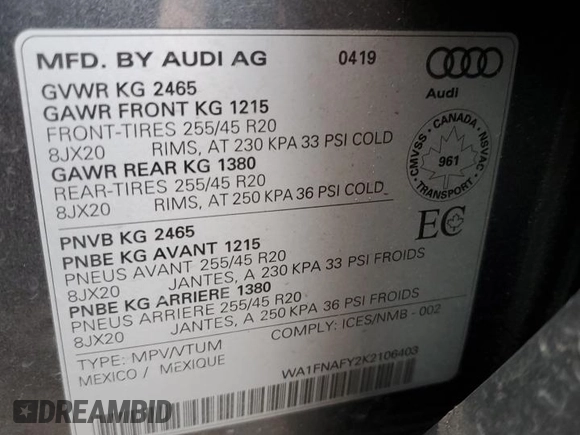 MFD. BY AUDI AG 0419
Audi
GVWR KG 2465
GAWR FRONT KG 1215
FRONT-TIRES 255/45 R20
8JX20 RIMS, AT 230 KPA 33 PSI COLD
GAWR REAR KG 1380
REAR-TIRES 255/45 R20
8JX20 RIMS, AT 250 KPA 36 PSI COLD
CMVSS · CANADA · NSVAC
961
TRANSPORT
EC
PNVB KG 2465
PNBE KG AVANT 1215
PNEUS AVANT 255/45 R20
8JX20 JANTES, A 230 KPA 33 PSI FROIDS
PNBE KG ARRIERE 1380
PNEUS ARRIERE 255/45 R20
8JX20 JANTES, A 250 KPA 36 PSI FROIDS
COMPLY: ICES/NMB - 002
TYPE: MPV/VTUM
MEXICO / MEXIQUE
WA1FNAFY2K2106403
DREAMBID